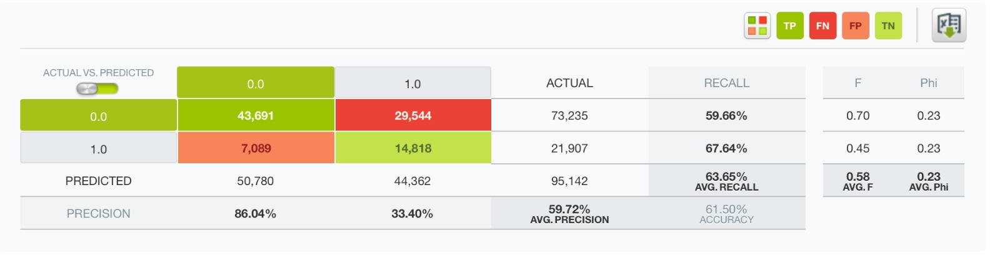 TP FN FP TN
ACTUAL VS. PREDICTED 0.0 1.0 ACTUAL RECALL F Phi
0.0 43,691 29,544 73,235 59.66% 0.70 0.23
1.0 7,089 14,818 21,907 67.64% 0.45 0.23
PREDICTED 50,780 44,362 95,142 63.65% 0.58 0.23
AVG. RECALL AVG. F AVG. Phi
PRECISION 86.04% 33.40% 59.72% 61.50%
AVG. PRECISION ACCURACY